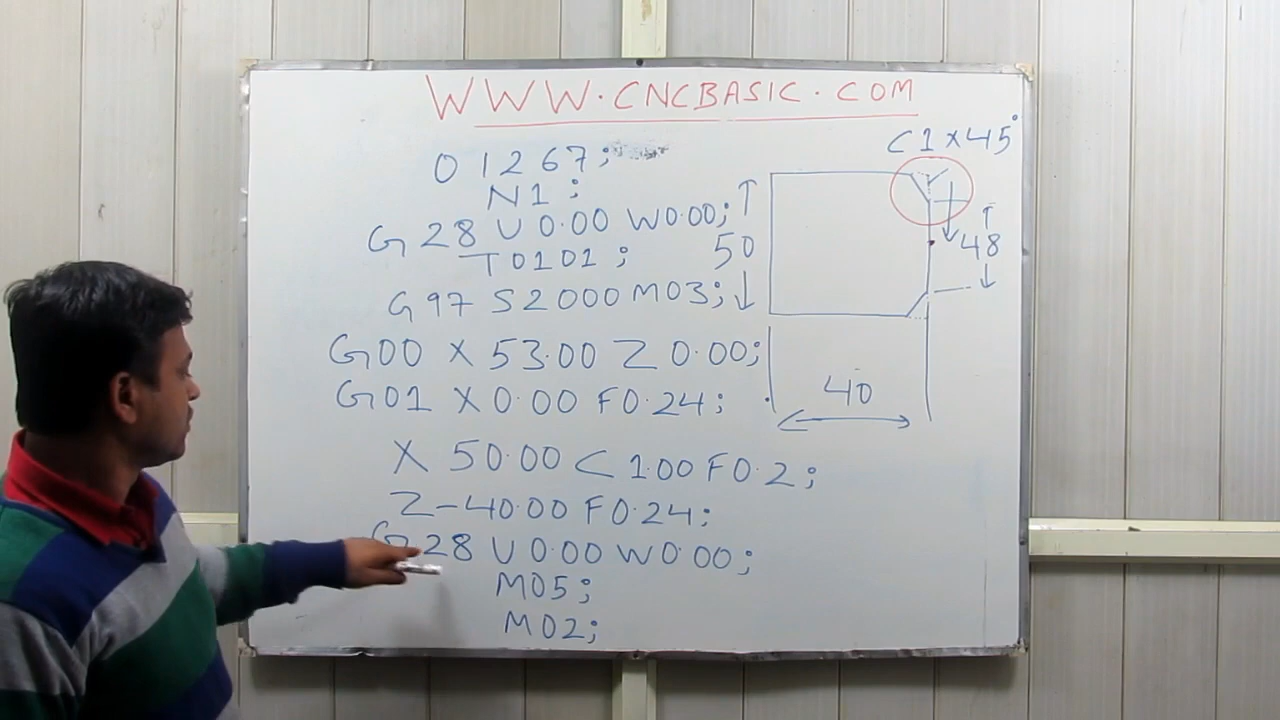 WWW.CNCBASIC.COM
O 1267;
N1;
G28 U0.00 W0.00;
T0101;
G97 S2000 M03;
G00 X53.00 Z0.00;
G01 X0.00 F0.24;
X50.00 C1.00 F0.2;
Z-40.00 F0.24;
G28 U0.00 W0.00;
M05;
M02;
C1X45°
50
48
40